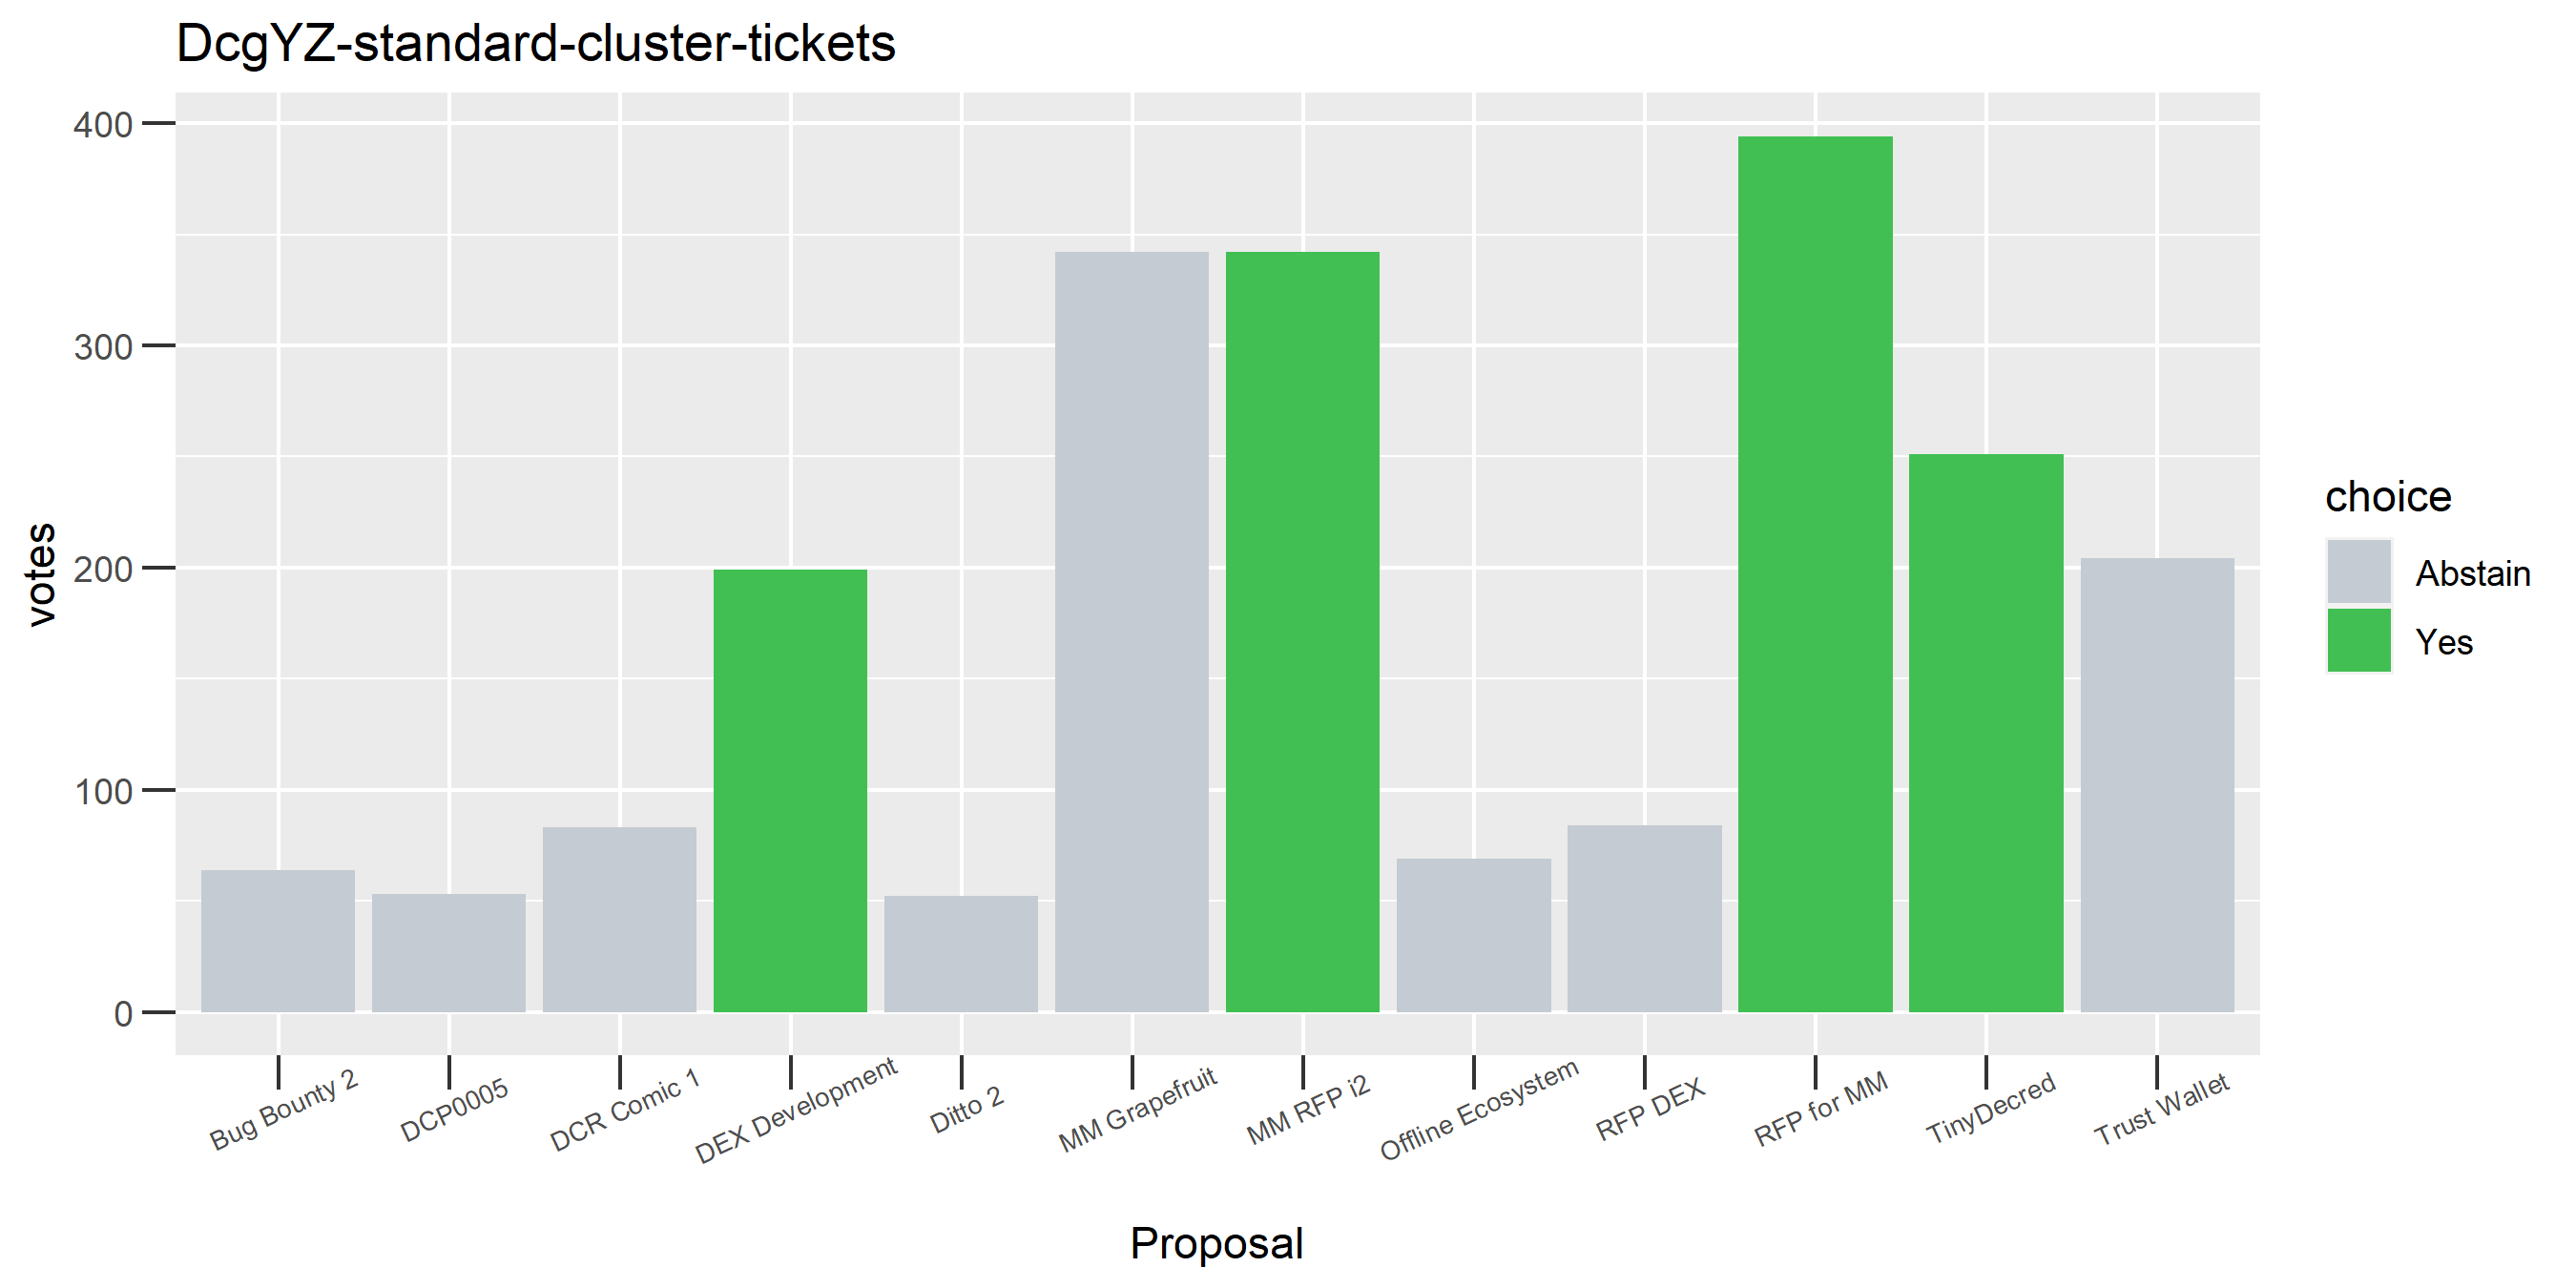 DcgYZ-standard-cluster-tickets
votes
400
300
200
100
0
Bug Bounty 2
DCP0005
DCR Comic 1
DEX Development
Ditto 2
MM Grapefruit
MM RFP i2
Offline Ecosystem
RFP DEX
RFP for MM
TinyDecred
Trust Wallet
Proposal
choice
Abstain
Yes